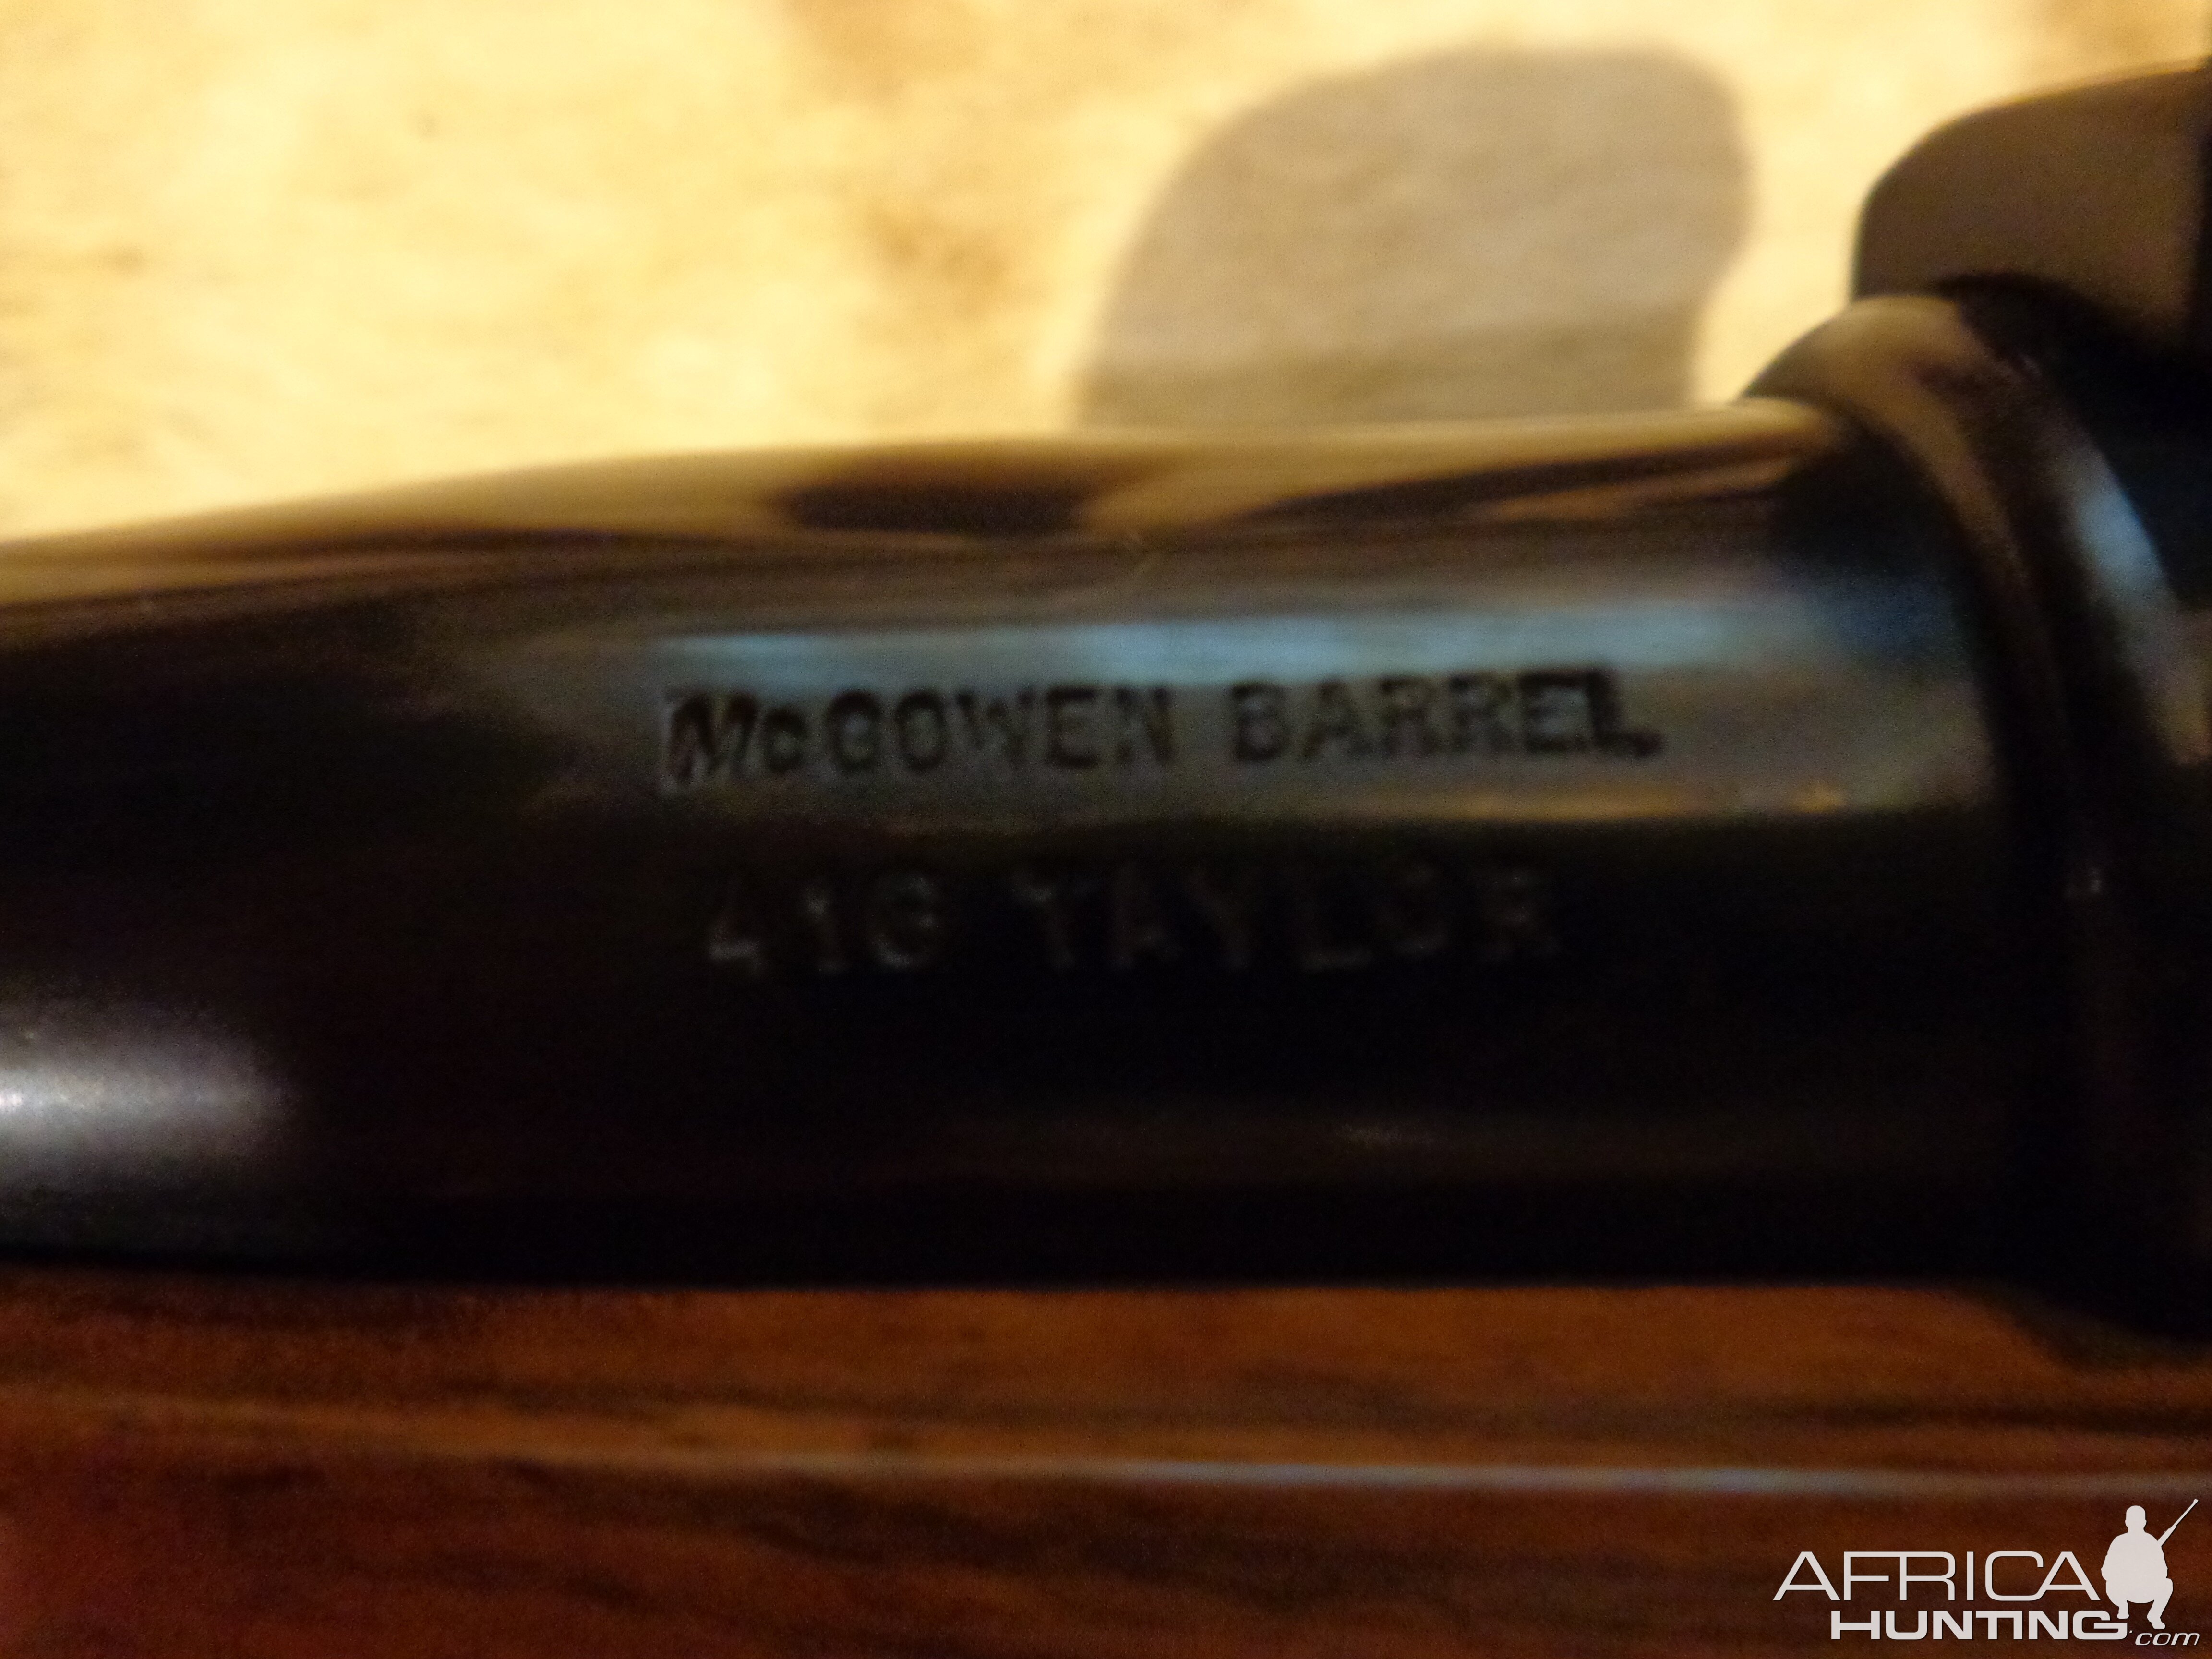 McGOWEN BARREL
416 TAYLOR
AFRICA
HUNTING.com